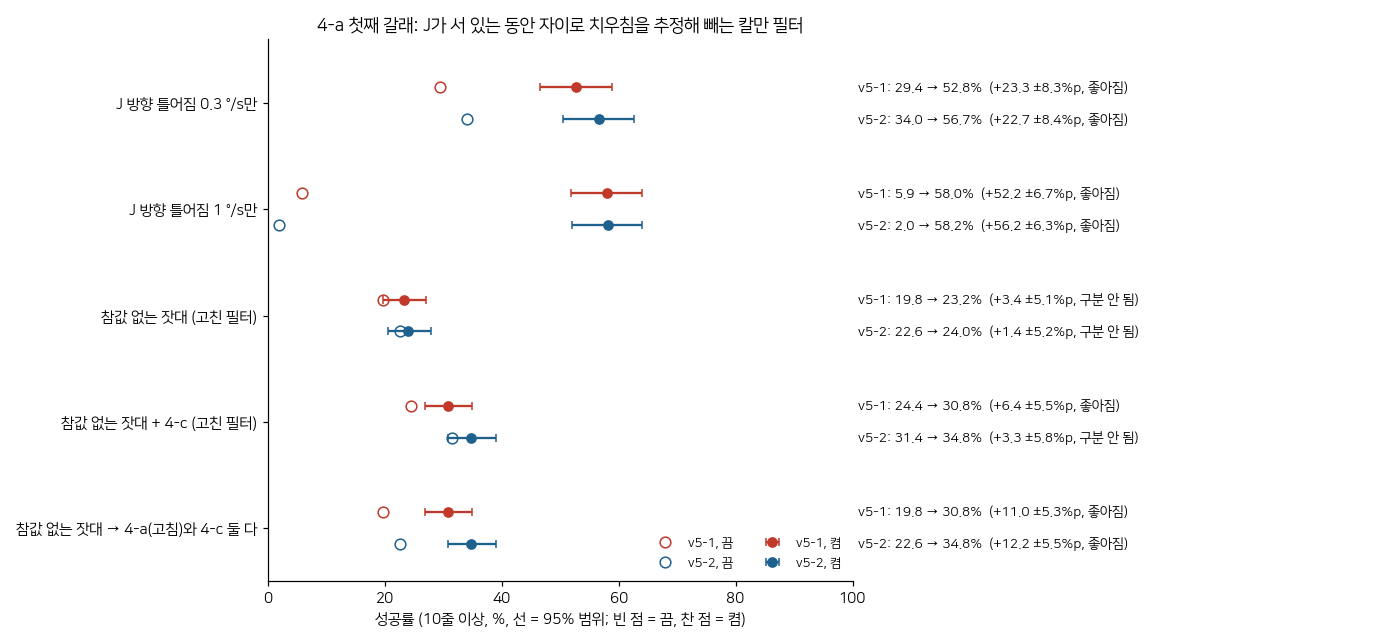 4-a 첫째 갈래: J가 서 있는 동안 자이로 치우침을 추정해 빼는 칼만 필터
J 방향 틀어짐 0.3 °/s만
v5-1: 29.4 → 52.8% (+23.3 ±8.3%p, 좋아짐)
v5-2: 34.0 → 56.7% (+22.7 ±8.4%p, 좋아짐)
J 방향 틀어짐 1 °/s만
v5-1: 5.9 → 58.0% (+52.2 ±6.7%p, 좋아짐)
v5-2: 2.0 → 58.2% (+56.2 ±6.3%p, 좋아짐)
참값 없는 잣대 (고친 필터)
v5-1: 19.8 → 23.2% (+3.4 ±5.1%p, 구분 안 됨)
v5-2: 22.6 → 24.0% (+1.4 ±5.2%p, 구분 안 됨)
참값 없는 잣대 + 4-c (고친 필터)
v5-1: 24.4 → 30.8% (+6.4 ±5.5%p, 좋아짐)
v5-2: 31.4 → 34.8% (+3.3 ±5.8%p, 구분 안 됨)
참값 없는 잣대 → 4-a(고침)와 4-c 둘 다
v5-1: 19.8 → 30.8% (+11.0 ±5.3%p, 좋아짐)
v5-2: 22.6 → 34.8% (+12.2 ±5.5%p, 좋아짐)
v5-1, 끔 v5-1, 켬
v5-2, 끔 v5-2, 켬
0 20 40 60 80 100
성공률 (10줄 이상, %, 선 = 95% 범위; 빈 점 = 끔, 찬 점 = 켬)